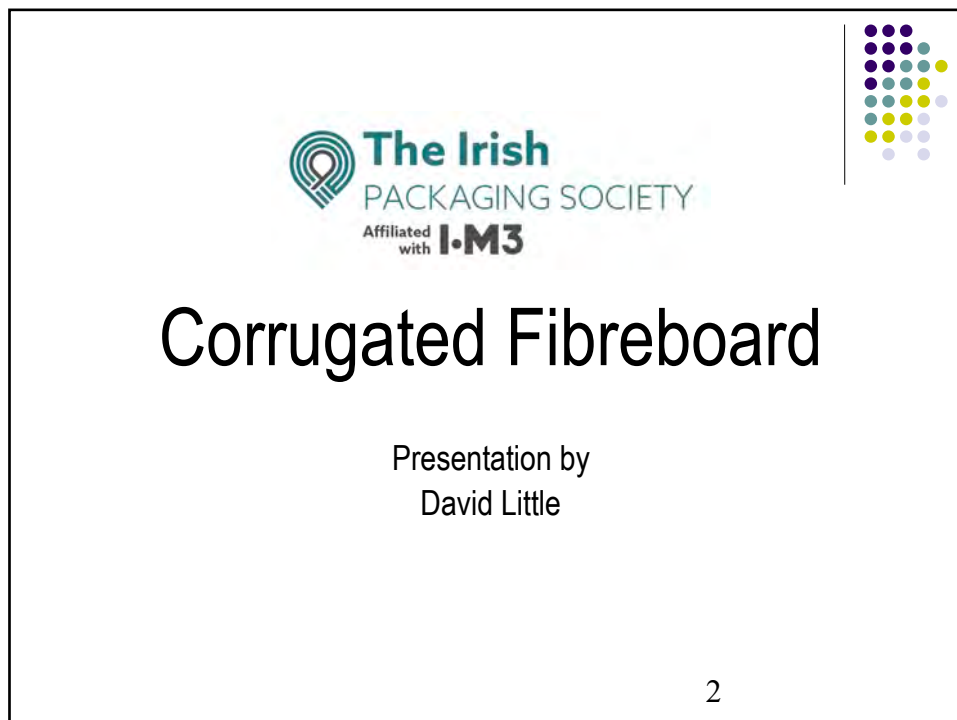 The Irish
PACKAGING SOCIETY
Affiliated
with I•M3
Corrugated Fibreboard
Presentation by
David Little
2